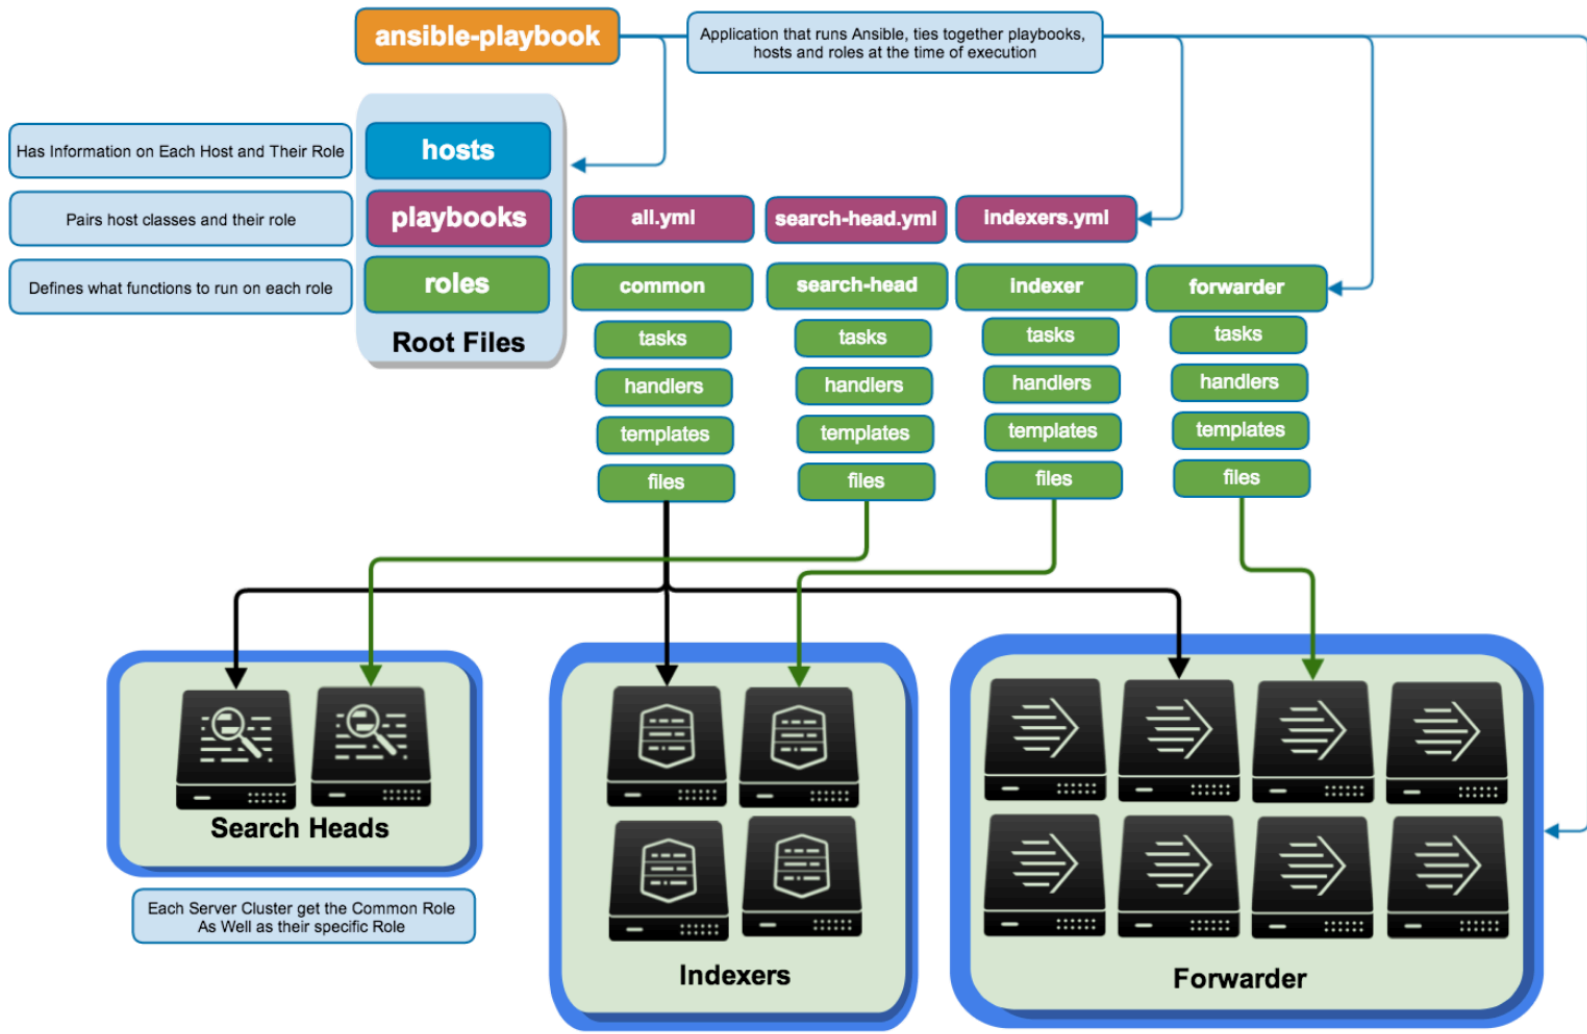 ansible-playbook
Application that runs Ansible, ties together playbooks,
hosts and roles at the time of execution
Has Information on Each Host and Their Role
hosts
Pairs host classes and their role
playbooks
all.yml
search-head.yml
indexers.yml
Defines what functions to run on each role
roles
common
search-head
indexer
forwarder
Root Files
tasks
tasks
tasks
tasks
handlers
handlers
handlers
handlers
templates
templates
templates
templates
files
files
files
files
Search Heads
Each Server Cluster get the Common Role
As Well as their specific Role
Indexers
Forwarder